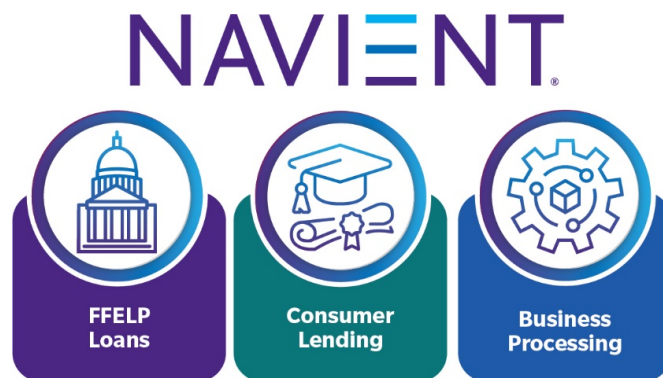 NAVIENT®
FFELP
Loans
Consumer
Lending
Business
Processing